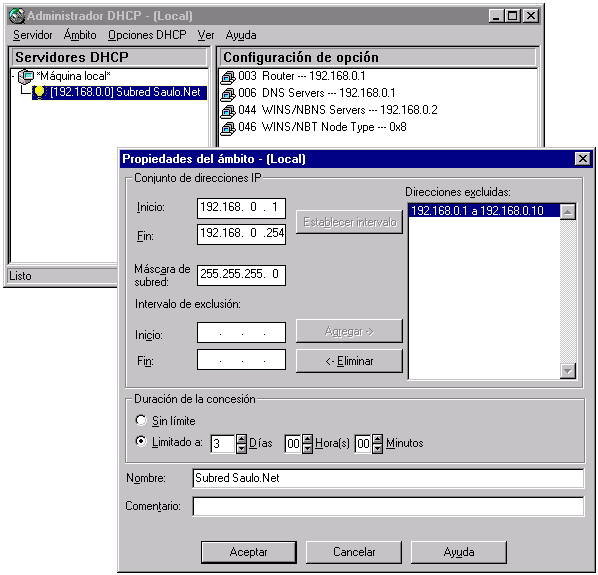 Administrador DHCP - (Local)
Servidor Ámbito Opciones DHCP Ver Ayuda
Servidores DHCP
*Máquina local*
[192.168.0.0] Subred Saulo.Net
Configuración de opción
003 Router --- 192.168.0.1
006 DNS Servers --- 192.168.0.1
044 WINS/NBNS Servers --- 192.168.0.2
046 WINS/NBT Node Type --- 0x8
Listo
Propiedades del ámbito - (Local)
Conjunto de direcciones IP
Inicio: 192.168. 0 . 1
Fin: 192.168. 0 .254
Establecer intervalo
Máscara de subred: 255.255.255. 0
Intervalo de exclusión:
Inicio: . . .
Fin: . . .
Agregar ->
<- Eliminar
Direcciones excluidas:
192.168.0.1 a 192.168.0.10
Duración de la concesión
Sin límite
Limitado a: 3 Días 00 Hora(s) 00 Minutos
Nombre: Subred Saulo.Net
Comentario:
Aceptar Cancelar Ayuda